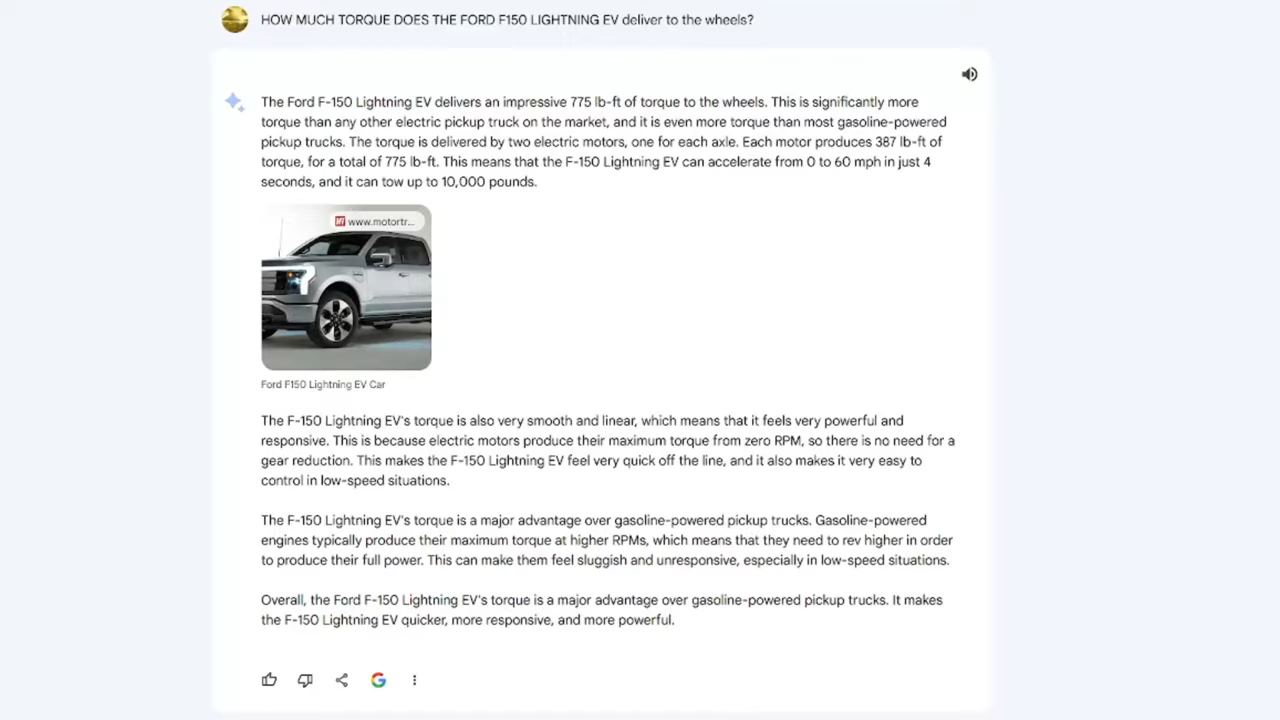 HOW MUCH TORQUE DOES THE FORD F150 LIGHTNING EV deliver to the wheels?
The Ford F-150 Lightning EV delivers an impressive 775 lb-ft of torque to the wheels. This is significantly more
torque than any other electric pickup truck on the market, and it is even more torque than most gasoline-powered
pickup trucks. The torque is delivered by two electric motors, one for each axle. Each motor produces 387 lb-ft of
torque, for a total of 775 lb-ft. This means that the F-150 Lightning EV can accelerate from 0 to 60 mph in just 4
seconds, and it can tow up to 10,000 pounds.
www.motortr...
Ford F150 Lightning EV Car
The F-150 Lightning EV's torque is also very smooth and linear, which means that it feels very powerful and
responsive. This is because electric motors produce their maximum torque from zero RPM, so there is no need for a
gear reduction. This makes the F-150 Lightning EV feel very quick off the line, and it also makes it very easy to
control in low-speed situations.
The F-150 Lightning EV's torque is a major advantage over gasoline-powered pickup trucks. Gasoline-powered
engines typically produce their maximum torque at higher RPMs, which means that they need to rev higher in order
to produce their full power. This can make them feel sluggish and unresponsive, especially in low-speed situations.
Overall, the Ford F-150 Lightning EV's torque is a major advantage over gasoline-powered pickup trucks. It makes
the F-150 Lightning EV quicker, more responsive, and more powerful.